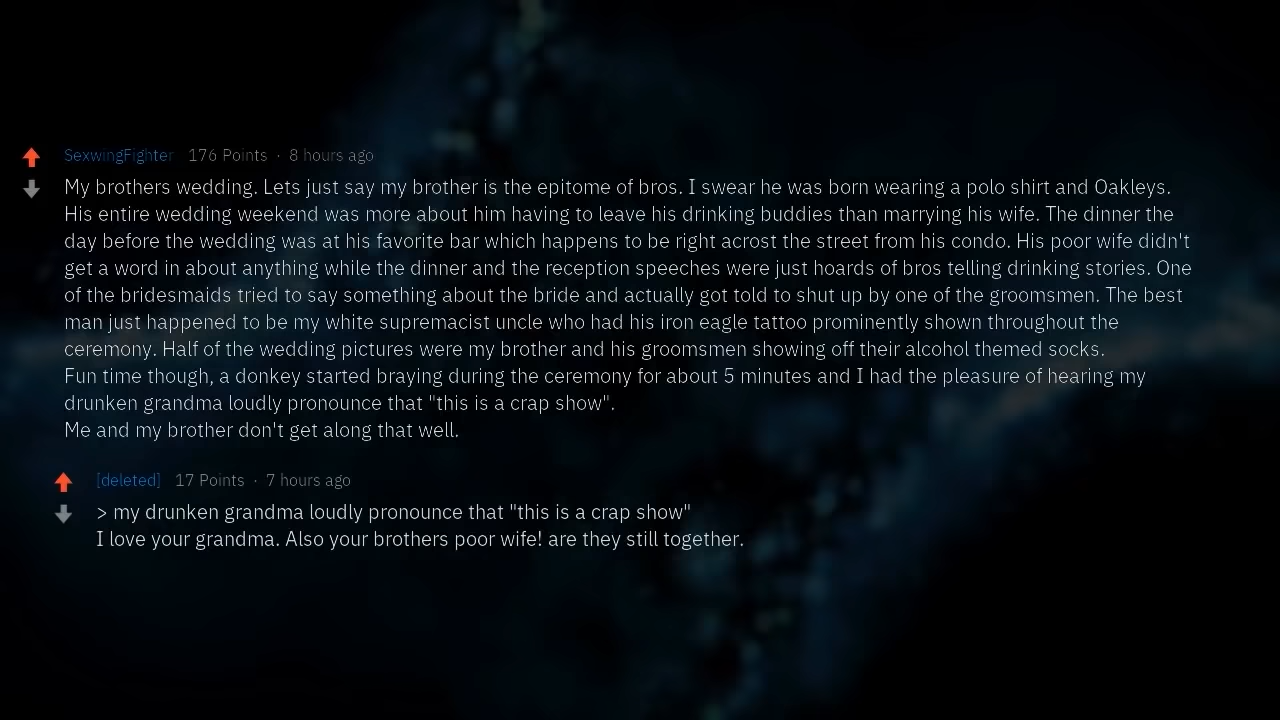 SexwingFighter 176 Points · 8 hours ago
My brothers wedding. Lets just say my brother is the epitome of bros. I swear he was born wearing a polo shirt and Oakleys.
His entire wedding weekend was more about him having to leave his drinking buddies than marrying his wife. The dinner the
day before the wedding was at his favorite bar which happens to be right acrost the street from his condo. His poor wife didn't
get a word in about anything while the dinner and the reception speeches were just hoards of bros telling drinking stories. One
of the bridesmaids tried to say something about the bride and actually got told to shut up by one of the groomsmen. The best
man just happened to be my white supremacist uncle who had his iron eagle tattoo prominently shown throughout the
ceremony. Half of the wedding pictures were my brother and his groomsmen showing off their alcohol themed socks.
Fun time though, a donkey started braying during the ceremony for about 5 minutes and I had the pleasure of hearing my
drunken grandma loudly pronounce that "this is a crap show".
Me and my brother don't get along that well.
[deleted] 17 Points · 7 hours ago
> my drunken grandma loudly pronounce that "this is a crap show"
I love your grandma. Also your brothers poor wife! are they still together.